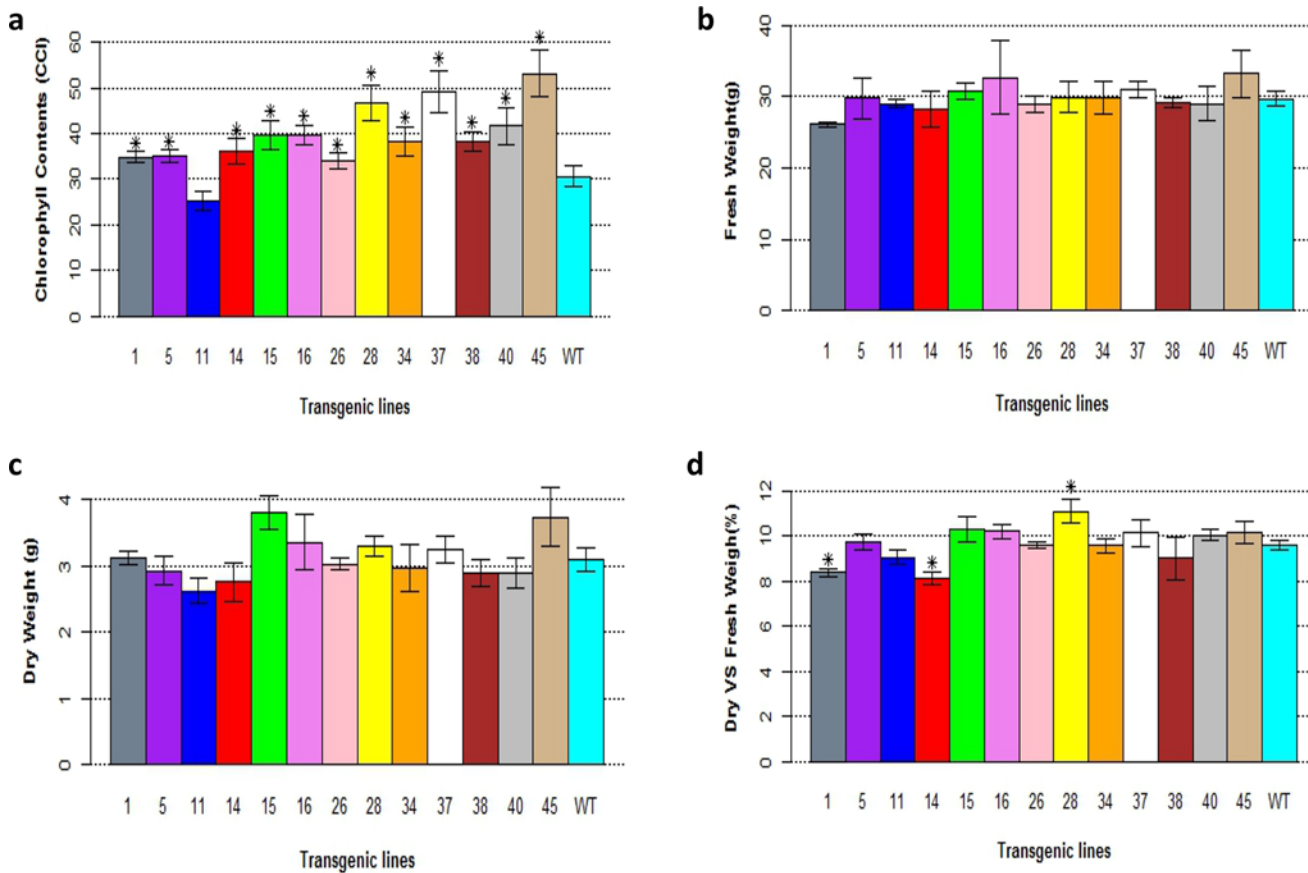 a
Chlorophyll Contents (CCI)
60
50
40
30
20
10
0
* * * * * * * * * * * *
1 5 11 14 15 16 26 28 34 37 38 40 45 WT
Transgenic lines
b
Fresh Weight(g)
40
30
20
10
0
1 5 11 14 15 16 26 28 34 37 38 40 45 WT
Transgenic lines
c
Dry Weight (g)
4
3
2
1
0
1 5 11 14 15 16 26 28 34 37 38 40 45 WT
Transgenic lines
d
Dry VS Fresh Weigh(%)
12
10
8
6
4
2
0
* * *
1 5 11 14 15 16 26 28 34 37 38 40 45 WT
Transgenic lines